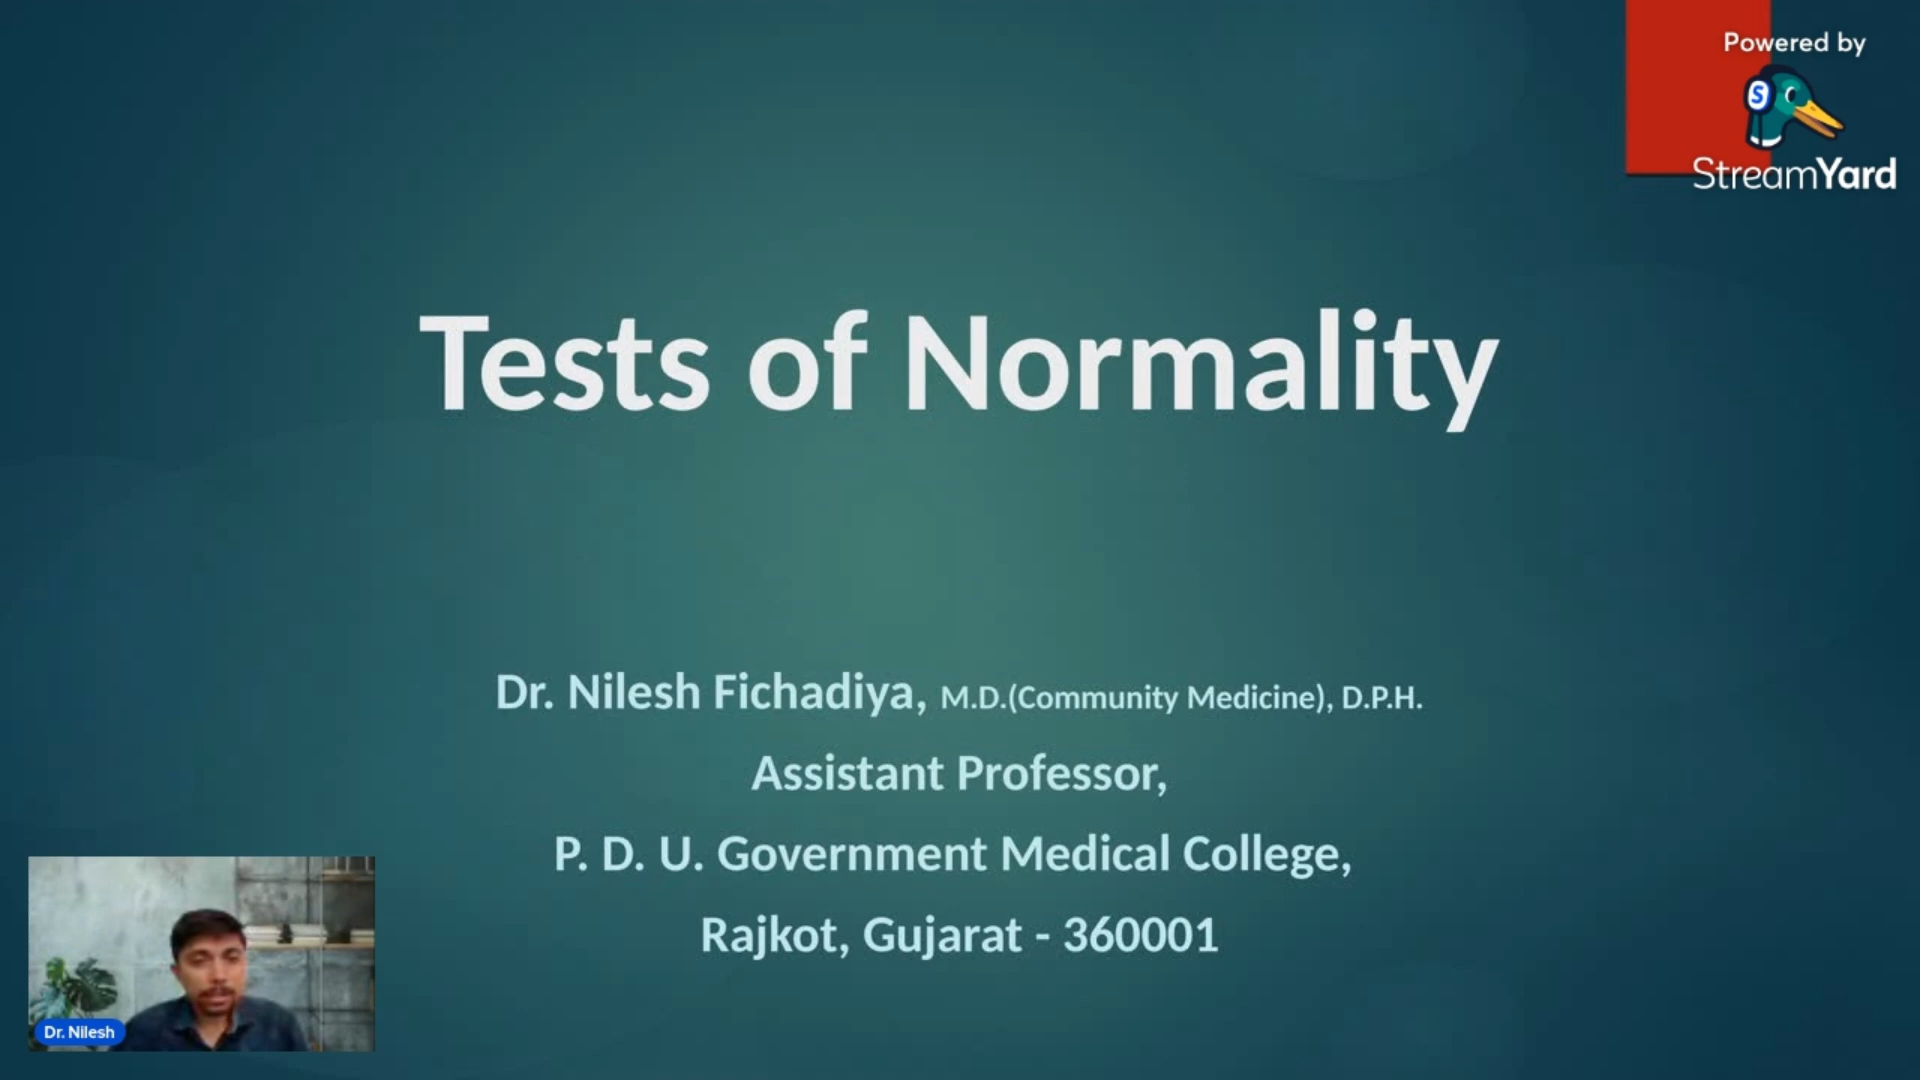 Powered by
S
StreamYard
Tests of Normality
Dr. Nilesh Fichadiya, M.D.(Community Medicine), D.P.H.
Assistant Professor,
P. D. U. Government Medical College,
Rajkot, Gujarat - 360001
Dr. Nilesh